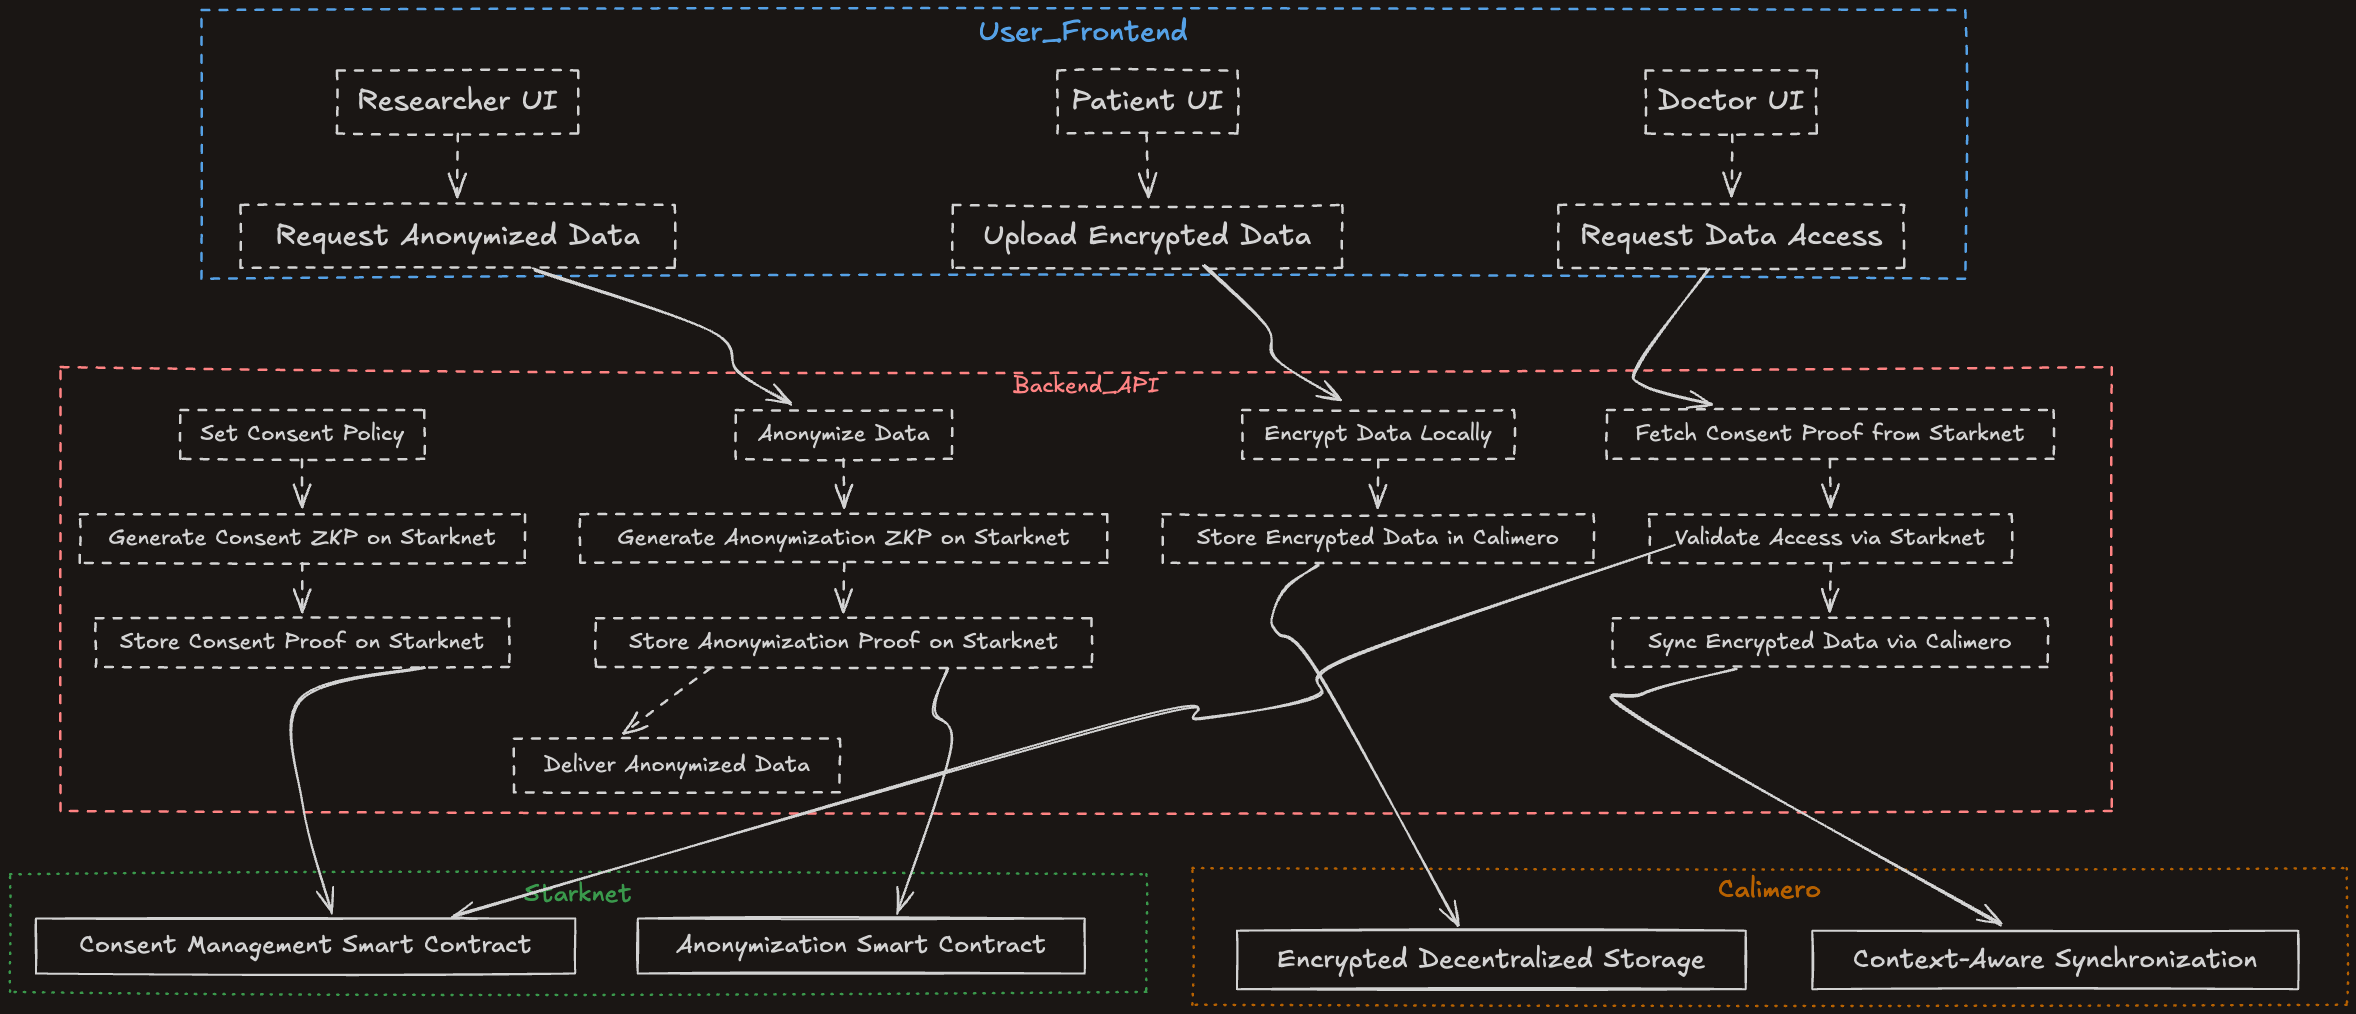 User_Frontend
Researcher UI
Patient UI
Doctor UI
Request Anonymized Data
Upload Encrypted Data
Request Data Access
Backend_API
Set Consent Policy
Anonymize Data
Encrypt Data Locally
Fetch Consent Proof from Starknet
Generate Consent ZKP on Starknet
Generate Anonymization ZKP on Starknet
Store Encrypted Data in Calimero
Validate Access via Starknet
Store Consent Proof on Starknet
Store Anonymization Proof on Starknet
Sync Encrypted Data via Calimero
Deliver Anonymized Data
Starknet
Calimero
Consent Management Smart Contract
Anonymization Smart Contract
Encrypted Decentralized Storage
Context-Aware Synchronization